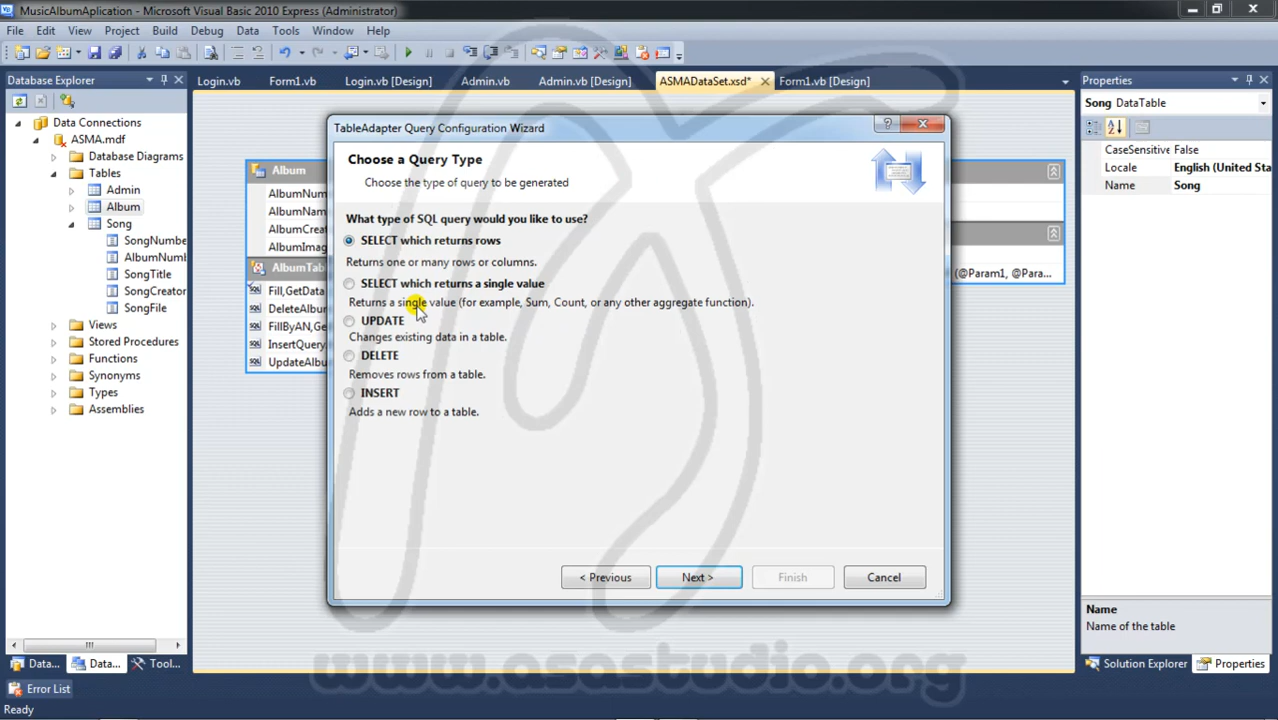 MusicAlbumAplication - Microsoft Visual Basic 2010 Express (Administrator)
File Edit View Project Build Debug Data Tools Window Help
Database Explorer
Login.vb Form1.vb Login.vb [Design] Admin.vb Admin.vb [Design] ASMADataSet.xsd* Form1.vb [Design]
Properties
Data Connections
ASMA.mdf
Database Diagrams
Tables
Admin
Album
Song
SongNumbe
AlbumNumb
SongTitle
SongCreator
SongFile
Views
Stored Procedures
Functions
Synonyms
Types
Assemblies
Data... Data... Tool...
Error List
Ready
Album
AlbumNum
AlbumNam
AlbumCrea
AlbumImag
AlbumTab
Fill,GetData
DeleteAlbum
FillByAN,Ge
InsertQuery
UpdateAlbu
TableAdapter Query Configuration Wizard
Choose a Query Type
Choose the type of query to be generated
What type of SQL query would you like to use?
SELECT which returns rows
Returns one or many rows or columns.
SELECT which returns a single value
Returns a single value (for example, Sum, Count, or any other aggregate function).
UPDATE
Changes existing data in a table.
DELETE
Removes rows from a table.
INSERT
Adds a new row to a table.
< Previous Next > Finish Cancel
(@Param1, @Para...
Song DataTable
CaseSensitive False
Locale English (United Sta
Name Song
Name
Name of the table
Solution Explorer Properties
www.asastudio.org